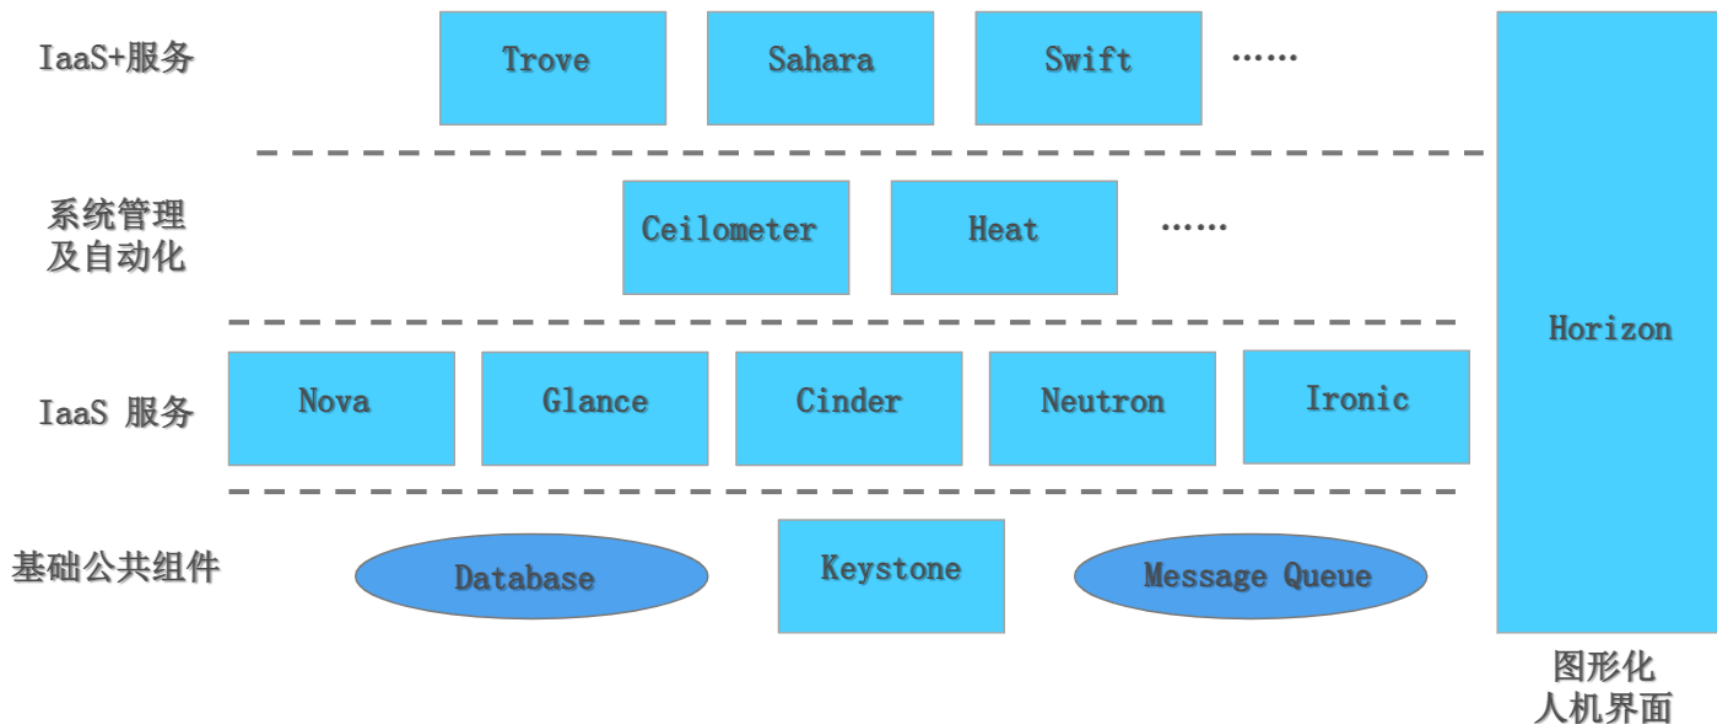 IaaS+服务
Trove
Sahara
Swift
……
系统管理
及自动化
Ceilometer
Heat
……
Horizon
IaaS 服务
Nova
Glance
Cinder
Neutron
Ironic
基础公共组件
Database
Keystone
Message Queue
图形化
人机界面